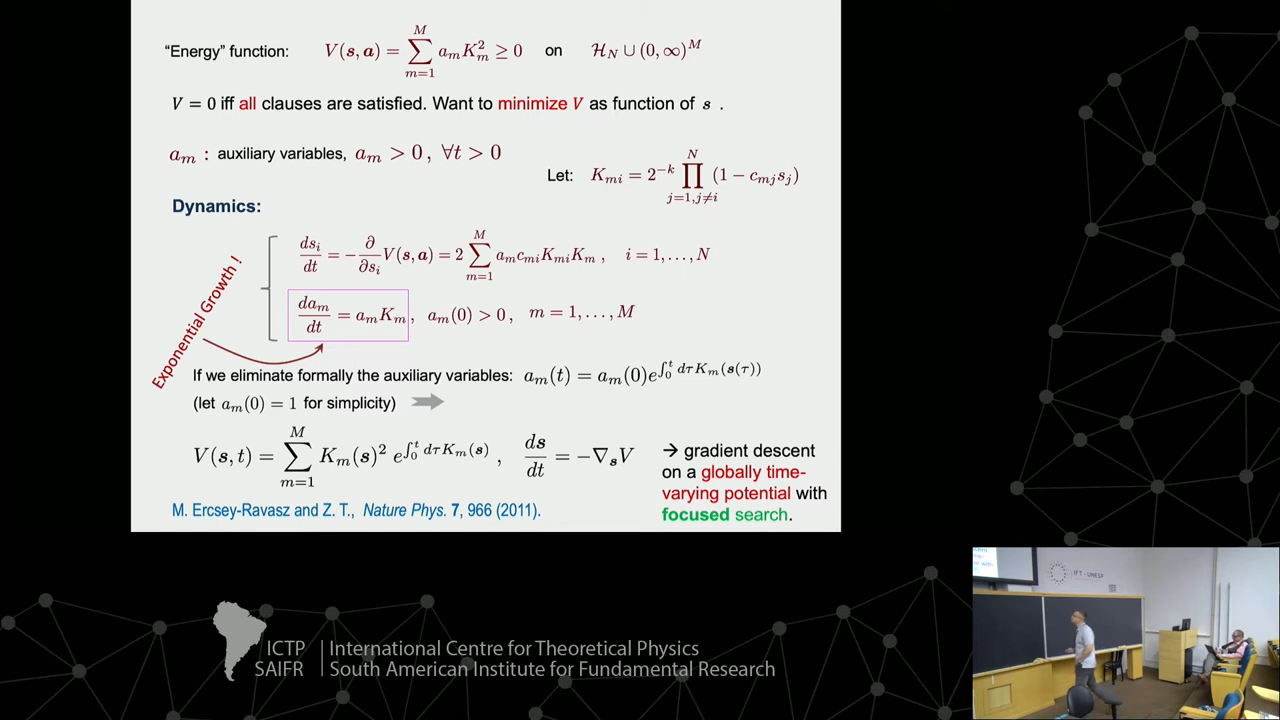 “Energy” function: V(s, a) = ∑_{m=1}^{M} a_m K_m^2 ≥ 0 on ℋ_N ∪ (0, ∞)^M
V = 0 iff all clauses are satisfied. Want to minimize V as function of s .
a_m : auxiliary variables, a_m > 0 , ∀t > 0
Let: K_{mi} = 2^{-k} ∏_{j=1, j≠i}^{N} (1 − c_{mj} s_j)
Dynamics:
ds_i/dt = −∂/∂s_i V(s, a) = 2 ∑_{m=1}^{M} a_m c_{mi} K_{mi} K_m , i = 1, . . . , N
Exponential Growth !
da_m/dt = a_m K_m , a_m(0) > 0 , m = 1, . . . , M
If we eliminate formally the auxiliary variables: a_m(t) = a_m(0)e^{∫_0^t dτ K_m(s(τ))}
(let a_m(0) = 1 for simplicity)
V(s, t) = ∑_{m=1}^{M} K_m(s)^2 e^{∫_0^t dτ K_m(s)} , ds/dt = −∇_s V
→ gradient descent
on a globally time-
varying potential with
focused search.
M. Ercsey-Ravasz and Z. T., Nature Phys. 7, 966 (2011).
IFT - UNESP
ICTP | International Centre for Theoretical Physics
SAIFR | South American Institute for Fundamental Research